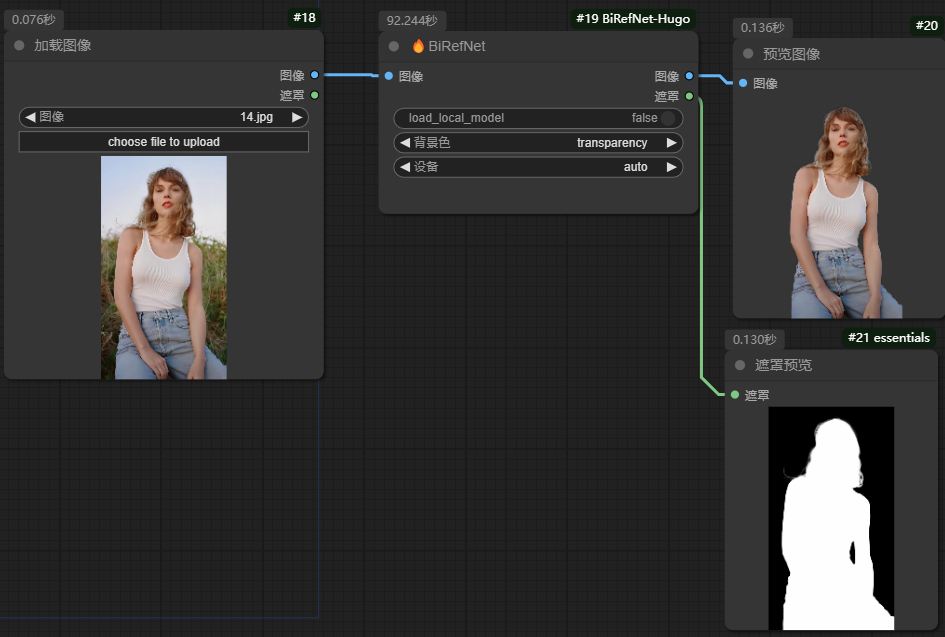 0.076秒
#18
加载图像
图像
遮罩
图像
14.jpg
choose file to upload
92.244秒
#19 BiRefNet-Hugo
🔥BiRefNet
图像
图像
遮罩
load_local_model
false
背景色
transparency
设备
auto
0.136秒
#20
预览图像
图像
0.130秒
#21 essentials
遮罩预览
遮罩